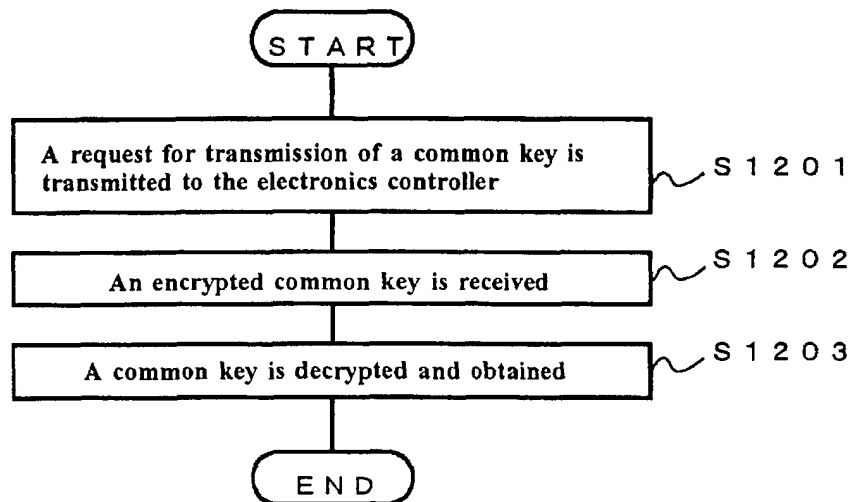 START
A request for transmission of a common key is
transmitted to the electronics controller
S1201
An encrypted common key is received
S1202
A common key is decrypted and obtained
S1203
END